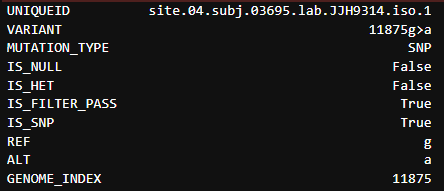 UNIQUEID site.04.subj.03695.lab.JJH9314.iso.1
VARIANT 11875g>a
MUTATION_TYPE SNP
IS_NULL False
IS_HET False
IS_FILTER_PASS True
IS_SNP True
REF g
ALT a
GENOME_INDEX 11875